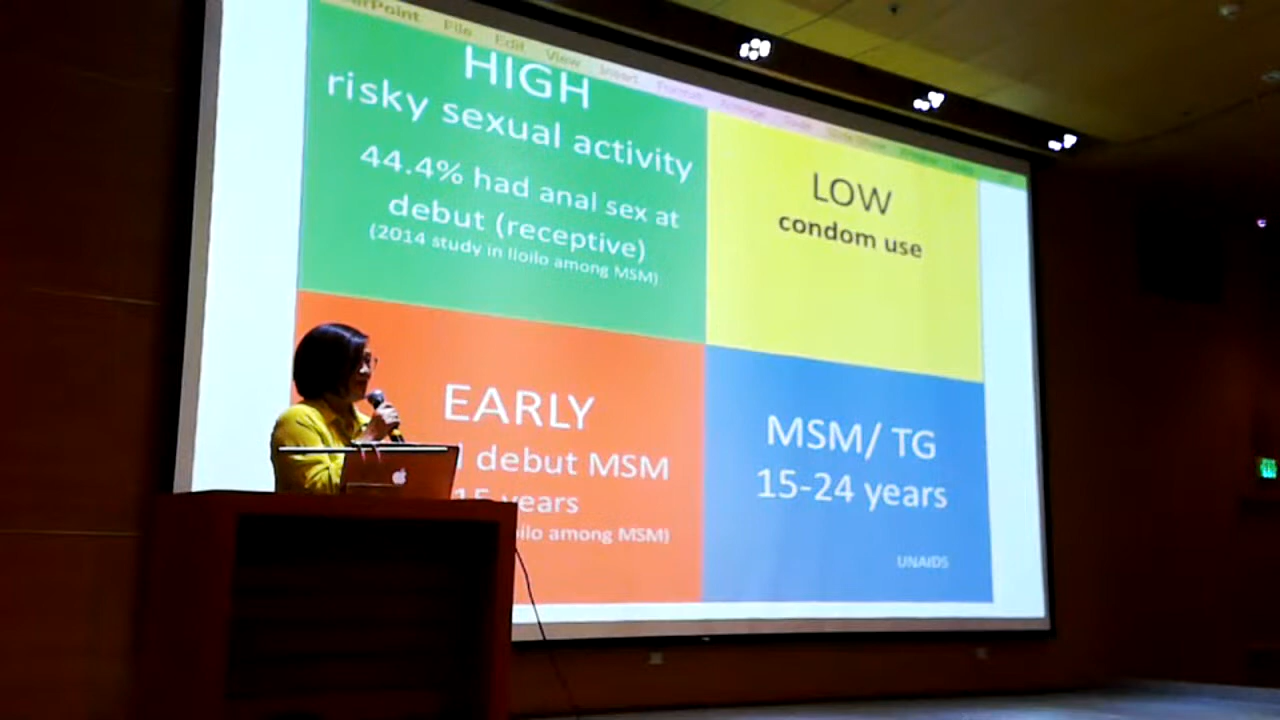 PowerPoint File Edit View Insert Format
HIGH
risky sexual activity
44.4% had anal sex at
debut (receptive)
(2014 study in Iloilo among MSM)
LOW
condom use
EARLY
debut MSM
15 years
among MSM)
MSM/ TG
15-24 years
UNAIDS